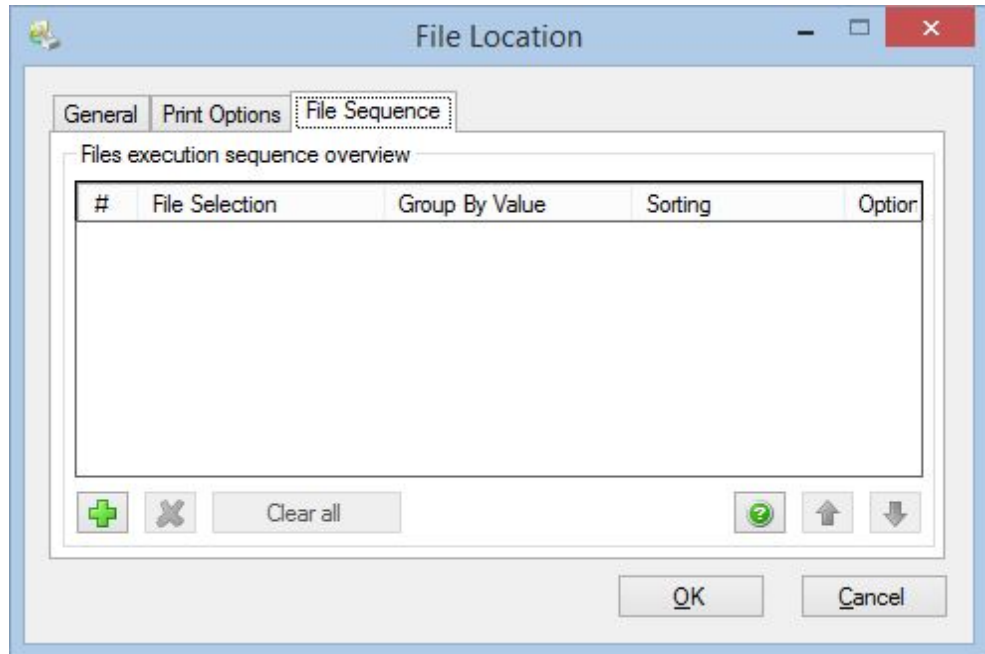 File Location
General Print Options File Sequence
Files execution sequence overview
# File Selection Group By Value Sorting Option
Clear all
OK Cancel